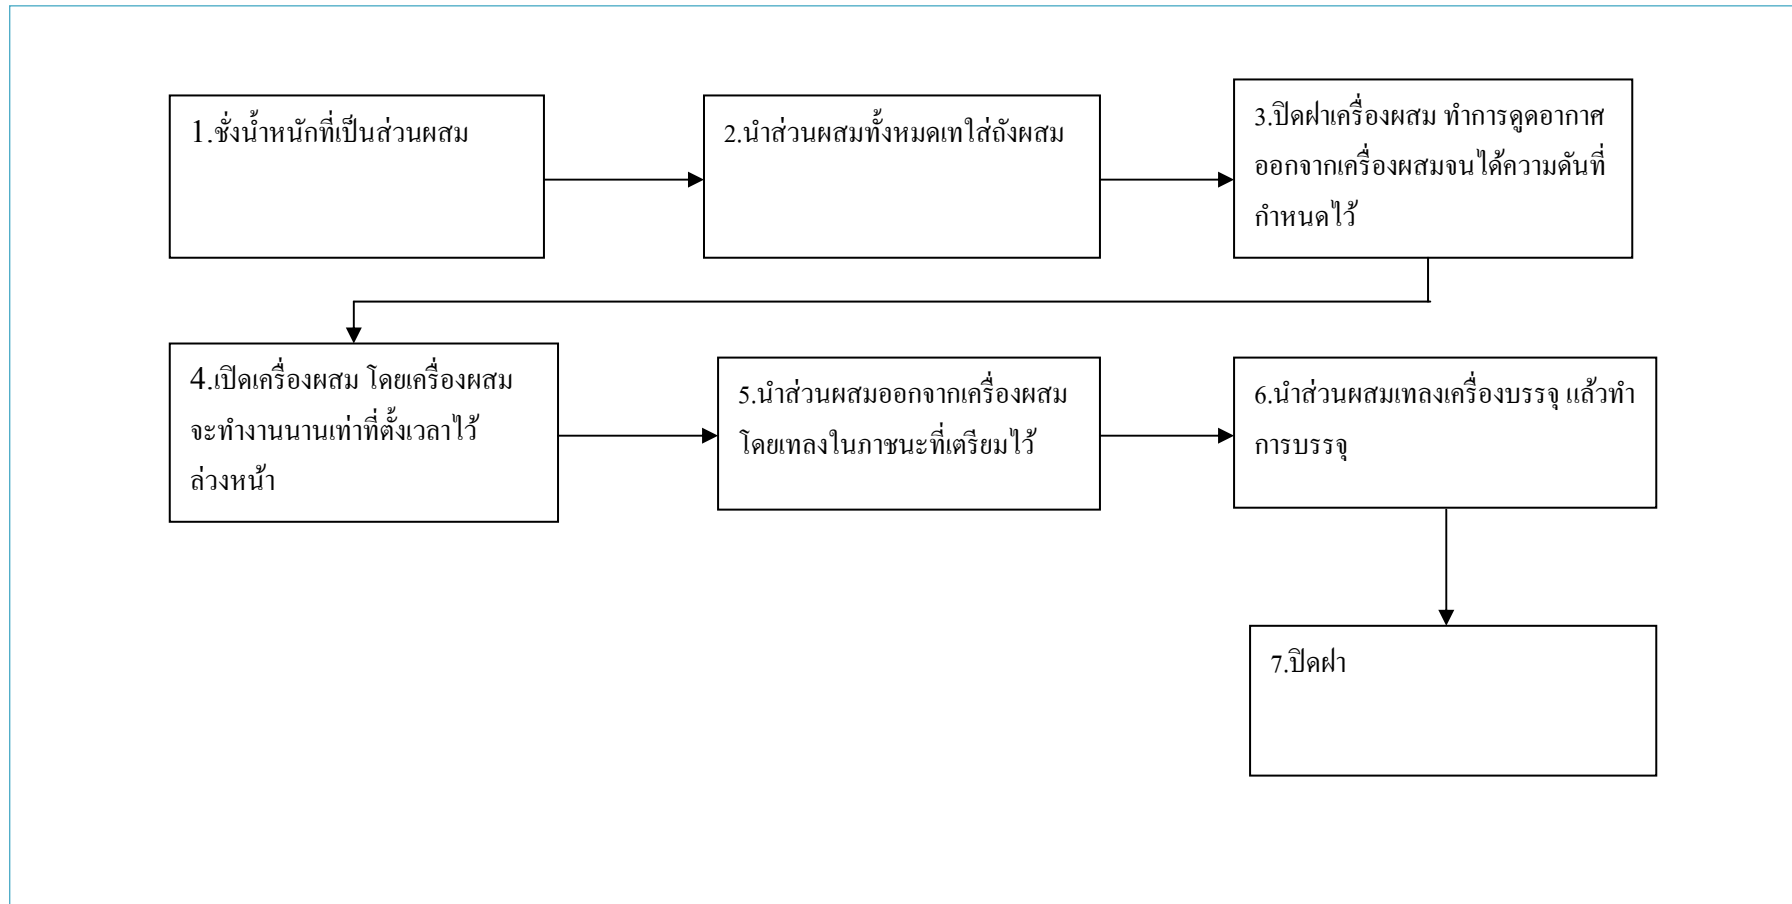 1.ชั่งน้ำหนักที่เป็นส่วนผสม
2.นำส่วนผสมทั้งหมดเทใส่ถังผสม
3.ปิดฝาเครื่องผสม ทำการดูดอากาศ
ออกจากเครื่องผสมจนได้ความดันที่
กำหนดไว้
4.เปิดเครื่องผสม โดยเครื่องผสม
จะทำงานนานเท่าที่ตั้งเวลาไว้
ล่วงหน้า
5.นำส่วนผสมออกจากเครื่องผสม
โดยเทลงในภาชนะที่เตรียมไว้
6.นำส่วนผสมเทลงเครื่องบรรจุ แล้วทำ
การบรรจุ
7.ปิดฝา